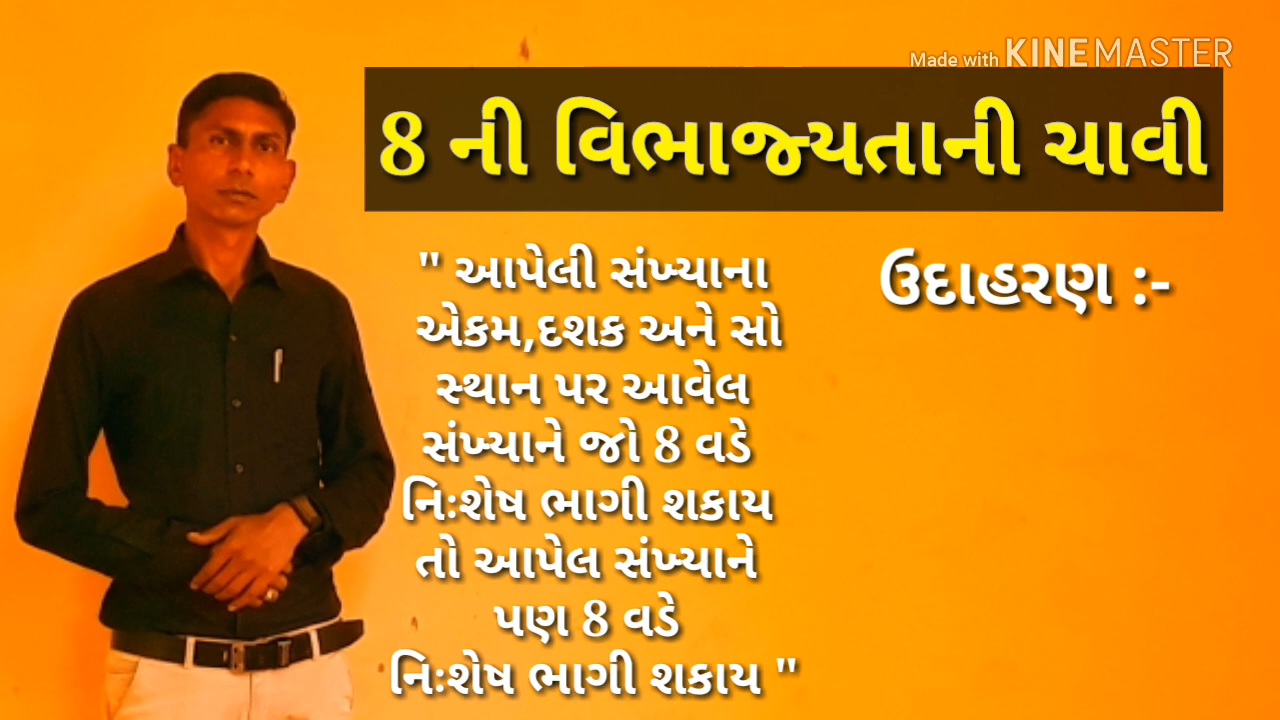 Made with KINEMASTER
8 ની વિભાજ્યતાની ચાવી
" આપેલી સંખ્યાના
એકમ,દશક અને સો
સ્થાન પર આવેલ
સંખ્યાને જો 8 વડે
નિઃશેષ ભાગી શકાય
તો આપેલ સંખ્યાને
પણ 8 વડે
નિઃશેષ ભાગી શકાય "
ઉદાહરણ :-